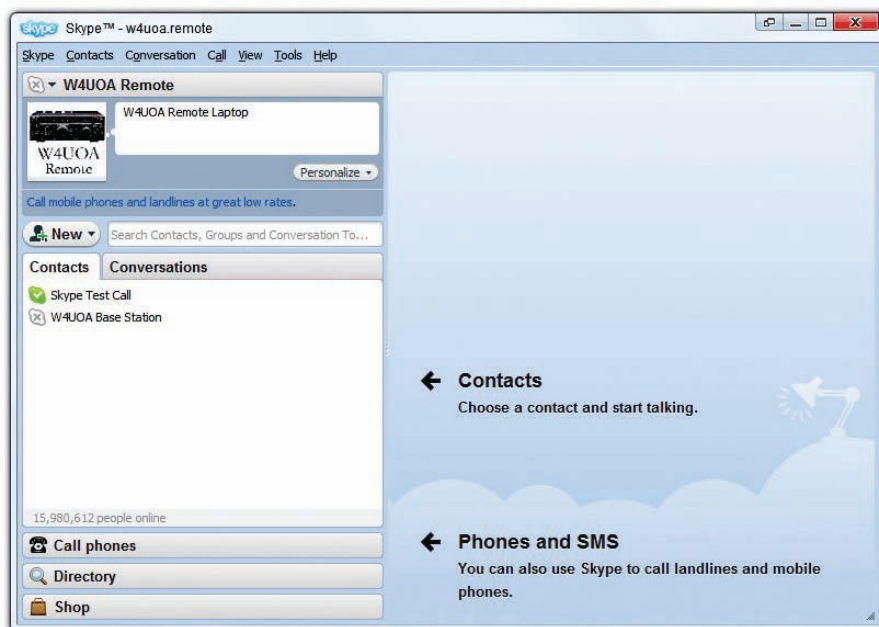 skype Skype™ - w4uoa.remote
Skype Contacts Conversation Call View Tools Help
W4UOA Remote
W4UOA Remote Laptop
W4UOA
Remote
Personalize
Call mobile phones and landlines at great low rates.
New Search Contacts, Groups and Conversation To...
Contacts Conversations
Skype Test Call
W4UOA Base Station
15,980,612 people online
Call phones
Directory
Shop
Contacts
Choose a contact and start talking.
Phones and SMS
You can also use Skype to call landlines and mobile
phones.